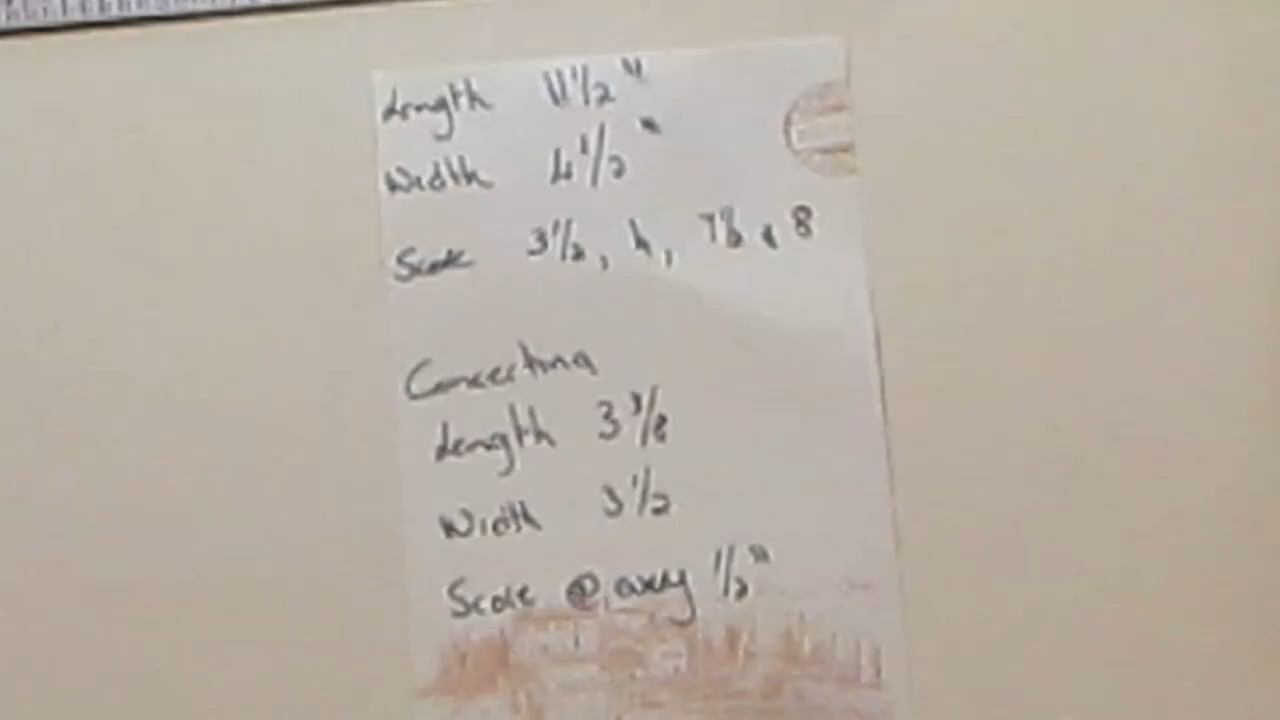 Length 11 1/2"
Width 4 1/2"
Score 3 1/2, 4, 7 1/2 & 8
Connecting
Length 3 3/8
Width 3 1/2
Score @ every 1/2"